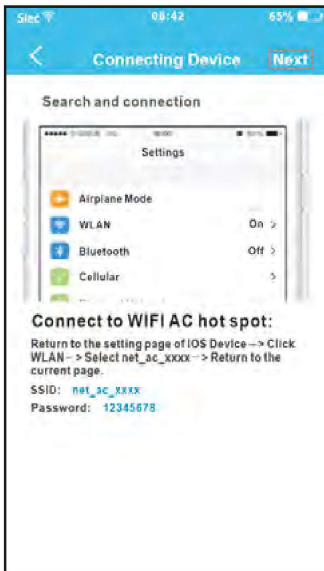 08:42 65%
Connecting Device Next
Search and connection
Settings
Airplane Mode
WLAN On >
Bluetooth Off >
Cellular >
Connect to WIFI AC hot spot:
Return to the setting page of IOS Device --> Click
WLAN-- > Select net_ac_xxxx --> Return to the
current page.
SSID: net_ac_xxxx
Password: 12345678